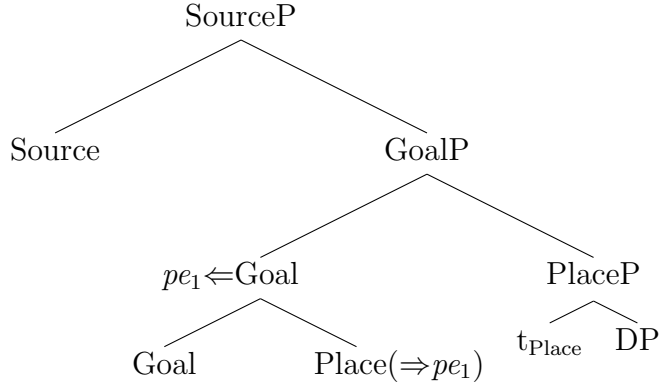 SourceP
Source GoalP
pe₁⇐Goal PlaceP
Goal Place(⇒pe₁) t_Place DP